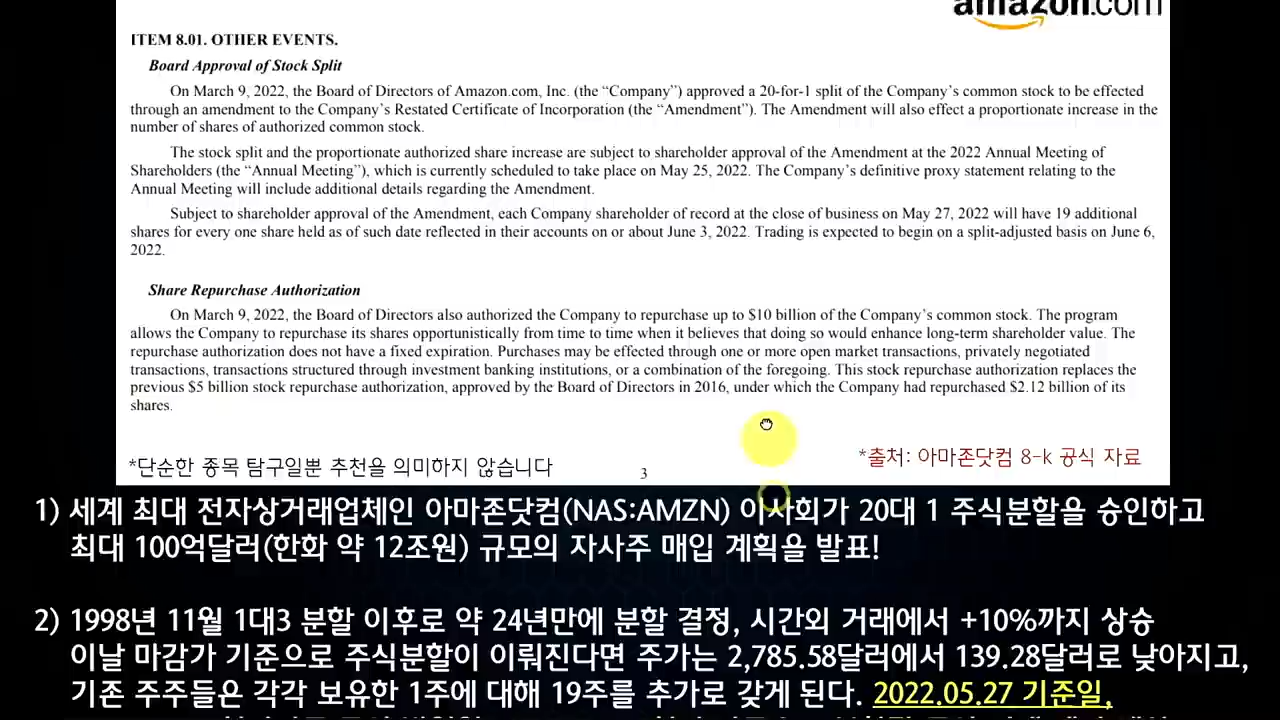 amazon.com
ITEM 8.01. OTHER EVENTS.
Board Approval of Stock Split
On March 9, 2022, the Board of Directors of Amazon.com, Inc. (the “Company”) approved a 20-for-1 split of the Company’s common stock to be effected
through an amendment to the Company’s Restated Certificate of Incorporation (the “Amendment”). The Amendment will also effect a proportionate increase in the
number of shares of authorized common stock.
The stock split and the proportionate authorized share increase are subject to shareholder approval of the Amendment at the 2022 Annual Meeting of
Shareholders (the “Annual Meeting”), which is currently scheduled to take place on May 25, 2022. The Company’s definitive proxy statement relating to the
Annual Meeting will include additional details regarding the Amendment.
Subject to shareholder approval of the Amendment, each Company shareholder of record at the close of business on May 27, 2022 will have 19 additional
shares for every one share held as of such date reflected in their accounts on or about June 3, 2022. Trading is expected to begin on a split-adjusted basis on June 6,
2022.
Share Repurchase Authorization
On March 9, 2022, the Board of Directors also authorized the Company to repurchase up to $10 billion of the Company’s common stock. The program
allows the Company to repurchase its shares opportunistically from time to time when it believes that doing so would enhance long-term shareholder value. The
repurchase authorization does not have a fixed expiration. Purchases may be effected through one or more open market transactions, privately negotiated
transactions, transactions structured through investment banking institutions, or a combination of the foregoing. This stock repurchase authorization replaces the
previous $5 billion stock repurchase authorization, approved by the Board of Directors in 2016, under which the Company had repurchased $2.12 billion of its
shares.
*출처: 아마존닷컴 8-k 공식 자료
*단순한 종목 탐구일뿐 추천을 의미하지 않습니다
3
1) 세계 최대 전자상거래업체인 아마존닷컴(NAS:AMZN) 이사회가 20대 1 주식분할을 승인하고
최대 100억달러(한화 약 12조원) 규모의 자사주 매입 계획을 발표!
2) 1998년 11월 1대3 분할 이후로 약 24년만에 분할 결정, 시간외 거래에서 +10%까지 상승
이날 마감가 기준으로 주식분할이 이뤄진다면 주가는 2,785.58달러에서 139.28달러로 낮아지고,
기존 주주들은 각각 보유한 1주에 대해 19주를 추가로 갖게 된다. 2022.05.27 기준일,